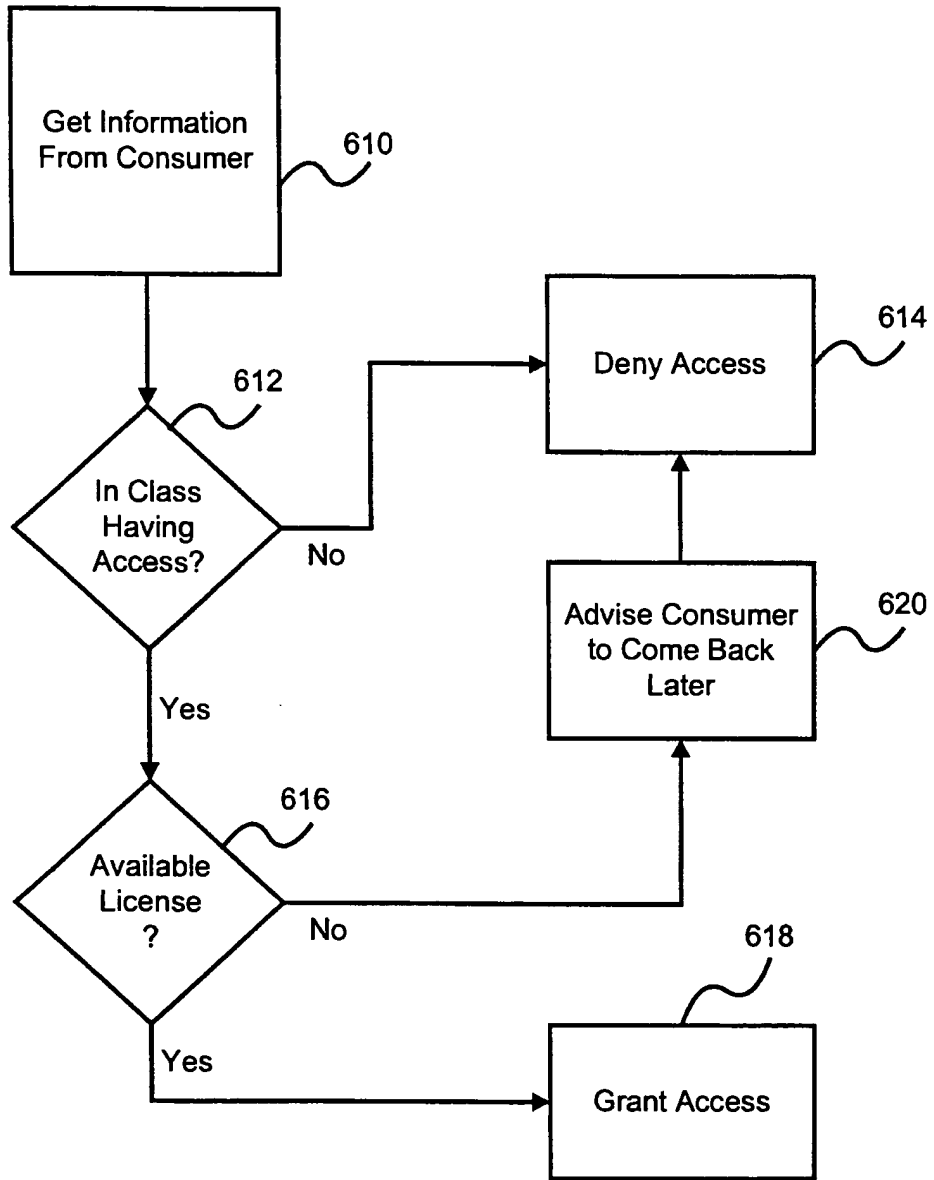 Get Information
From Consumer
610
612
In Class
Having
Access?
No
Deny Access
614
Advise Consumer
to Come Back
Later
620
Yes
616
Available
License
?
No
Yes
618
Grant Access